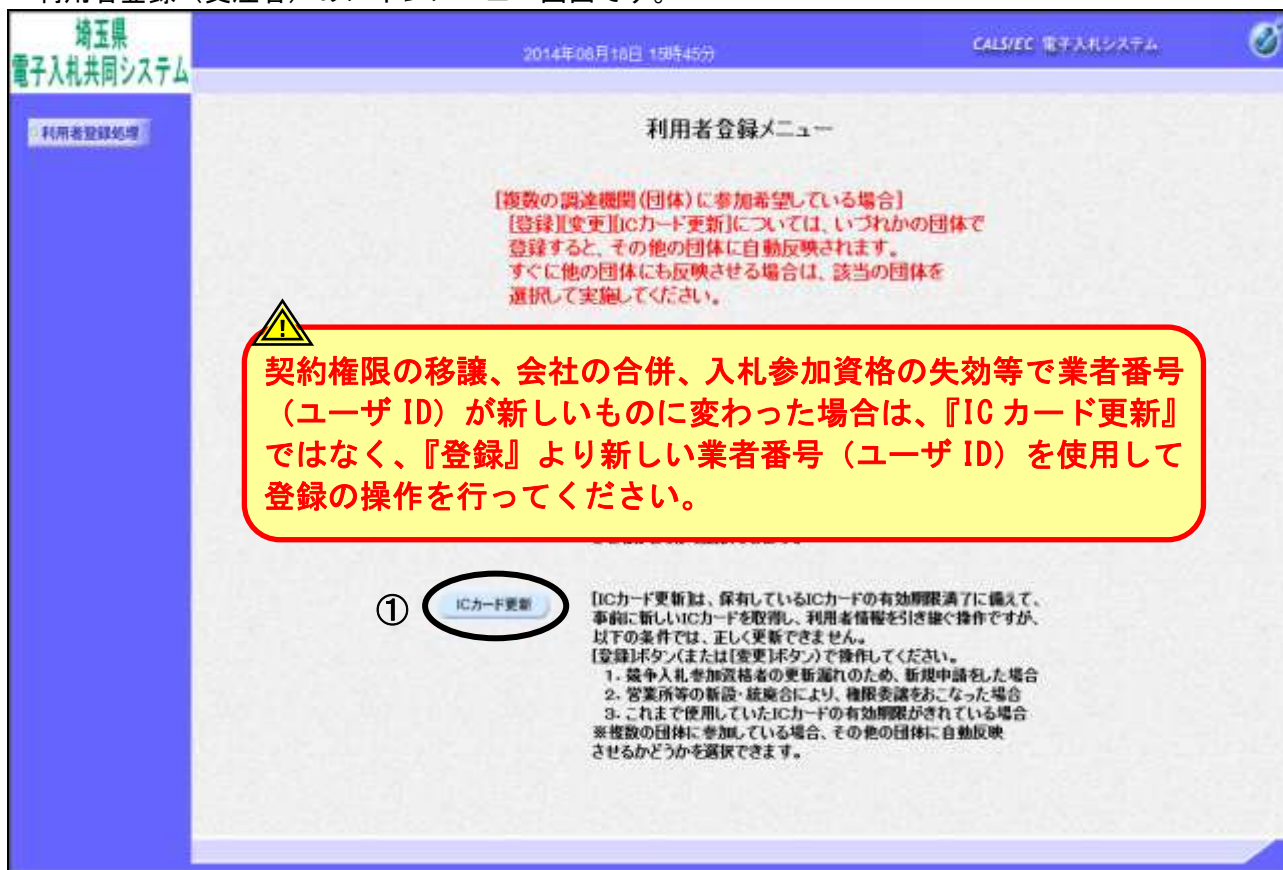 埼玉県
電子入札共同システム
2014年06月18日 15時45分
CALS/EC 電子入札システム
利用者登録処理
利用者登録メニュー
[複数の調達機関(団体)に参加希望している場合]
[登録][変更][ICカード更新]については、いづれかの団体で
登録すると、その他の団体に自動反映されます。
すぐに他の団体にも反映させる場合は、該当の団体を
選択して実施してください。
契約権限の移譲、会社の合併、入札参加資格の失効等で業者番号
(ユーザ ID) が新しいものに変わった場合は、『IC カード更新』
ではなく、『登録』より新しい業者番号(ユーザ ID)を使用して
登録の操作を行ってください。
①
ICカード更新
[ICカード更新]は、保有しているICカードの有効期限満了に備えて、
事前に新しいICカードを取得し、利用者情報を引き継ぐ操作ですが、
以下の条件では、正しく更新できません。
[登録]ボタン(または[変更]ボタン)で操作してください。
1. 競争入札参加資格者の更新漏れのため、新規申請をした場合
2. 営業所等の新設・統廃合により、権限委譲をおこなった場合
3. これまで使用していたICカードの有効期限がきれている場合
※複数の団体に参加している場合、その他の団体に自動反映
させるかどうかを選択できます。